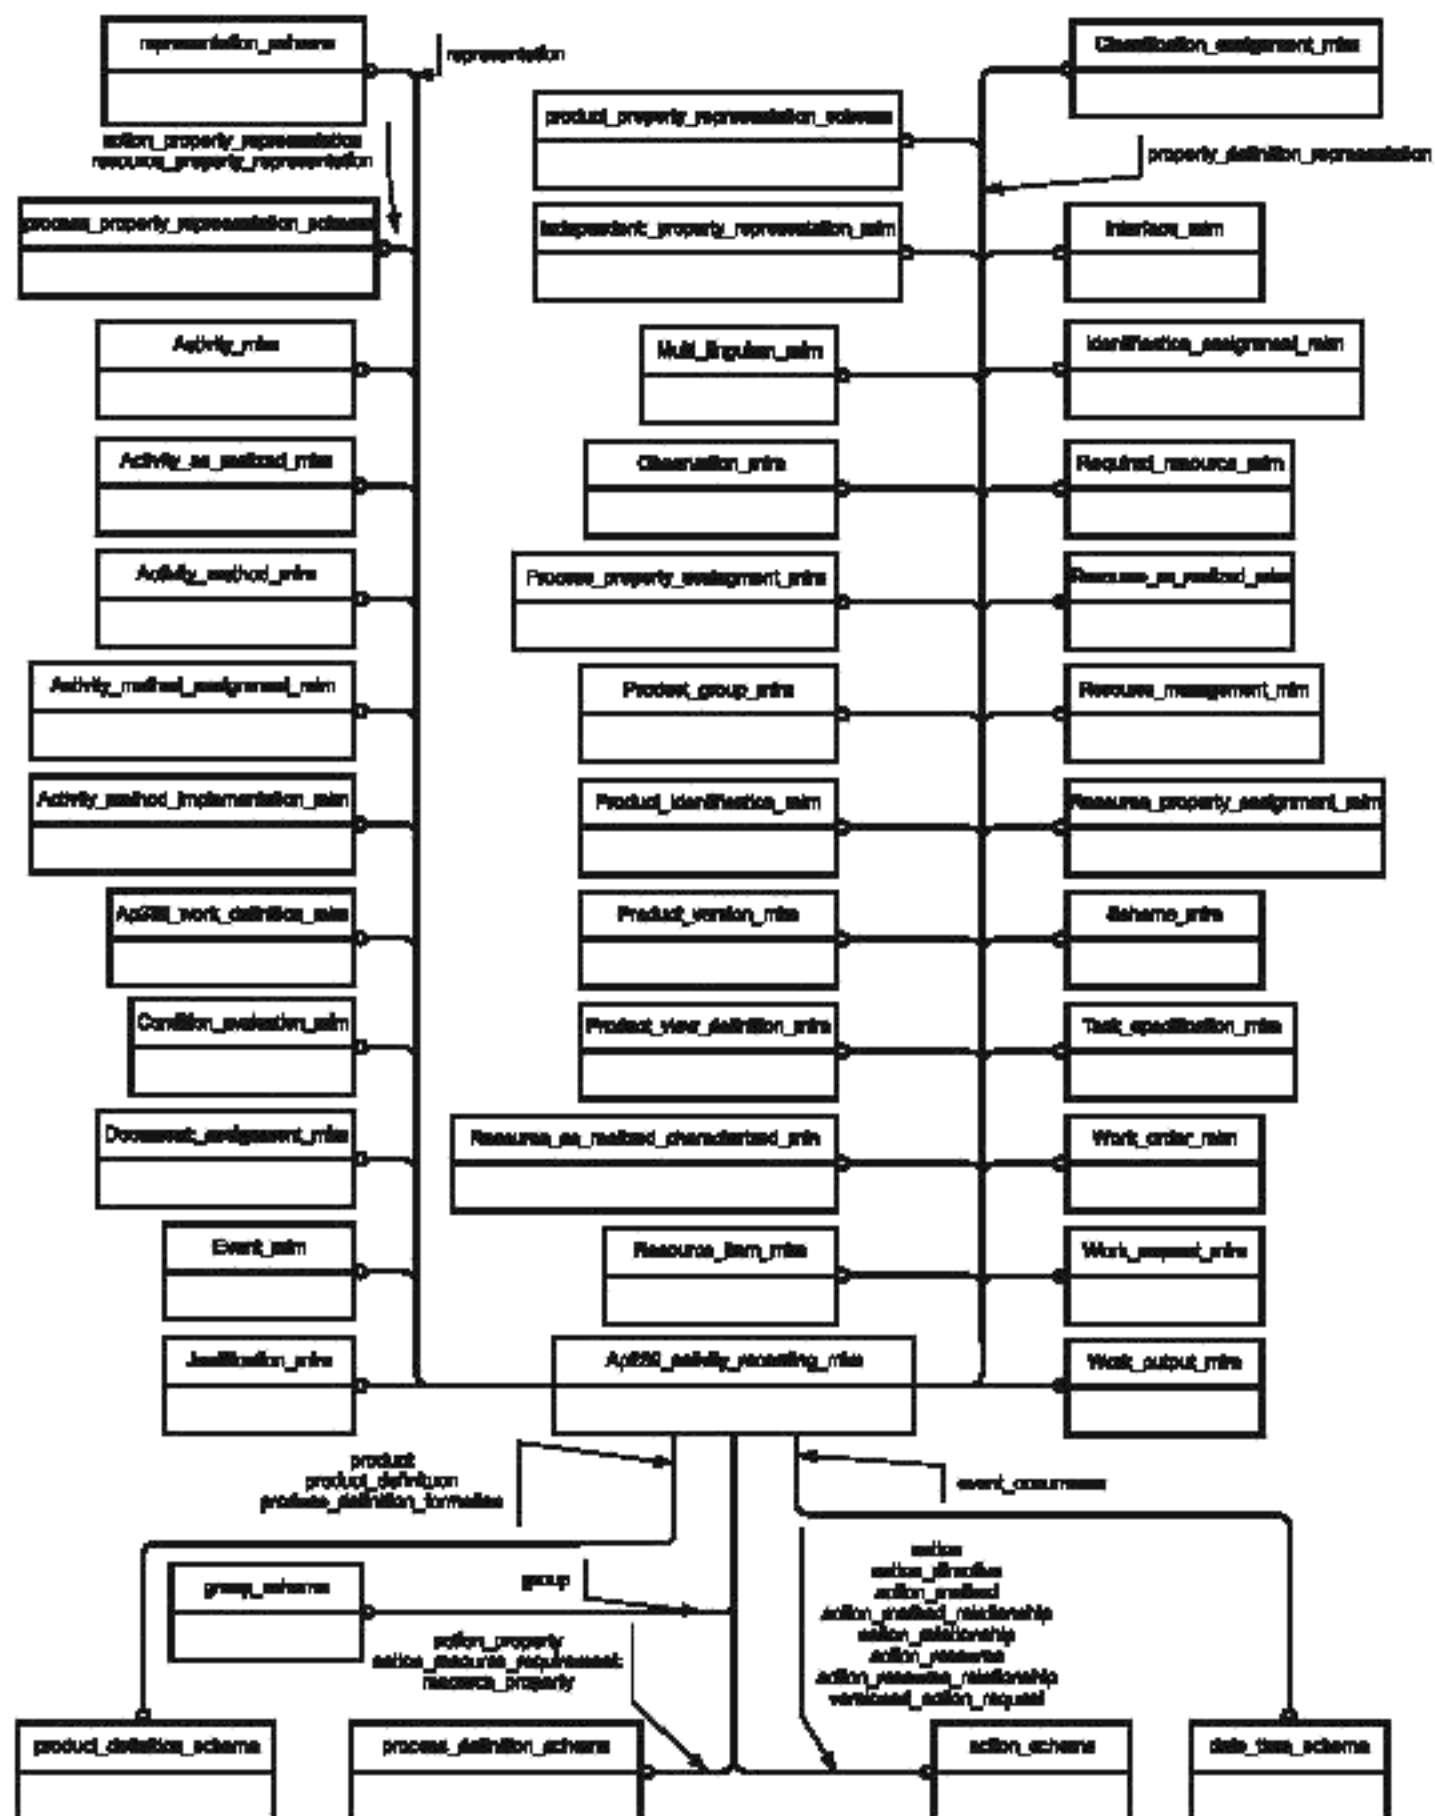 representation_schema
representation
Classification_assignment_mim
product_property_representation_schema
action_property_representation
resource_property_representation
property_definition_representation
process_property_representation_schema
Independent_property_representation_mim
Interface_mim
Activity_mim
Multi_linguism_mim
Identification_assignment_mim
Activity_as_realized_mim
Observation_mim
Required_resource_mim
Activity_method_mim
Process_property_assignment_mim
Resource_as_realized_mim
Activity_method_assignment_mim
Product_group_mim
Resource_management_mim
Activity_method_implementation_mim
Product_identification_mim
Resource_property_assignment_mim
Product_version_mim
Scheme_mim
Condition_evaluation_mim
Product_view_definition_mim
Task_specification_mim
Document_assignment_mim
Resource_as_realized_characterized_mim
Work_order_mim
Event_mim
Resource_item_mim
Work_request_mim
Justification_mim
Ap239_activity_recording_mim
Work_output_mim
product
product_definition
product_definition_formation
event_occurrence
group_schema
group
action
action_directive
action_method
action_method_relationship
action_relationship
action_resource
action_resource_relationship
versioned_action_request
action_property
action_resource_requirement
resource_property
product_definition_schema
process_definition_schema
action_schema
date_time_schema